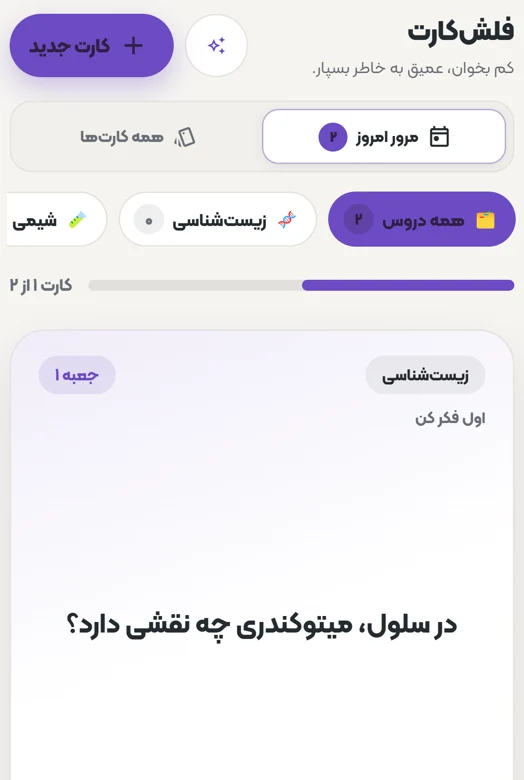 فلش‌کارت
کارت جدید
کم بخوان، عمیق به خاطر بسپار.
مرور امروز ۲
همه کارت‌ها
همه دروس ۲
زیست‌شناسی ۰
شیمی
کارت ۱ از ۲
زیست‌شناسی
جعبه ۱
اول فکر کن
در سلول، میتوکندری چه نقشی دارد؟